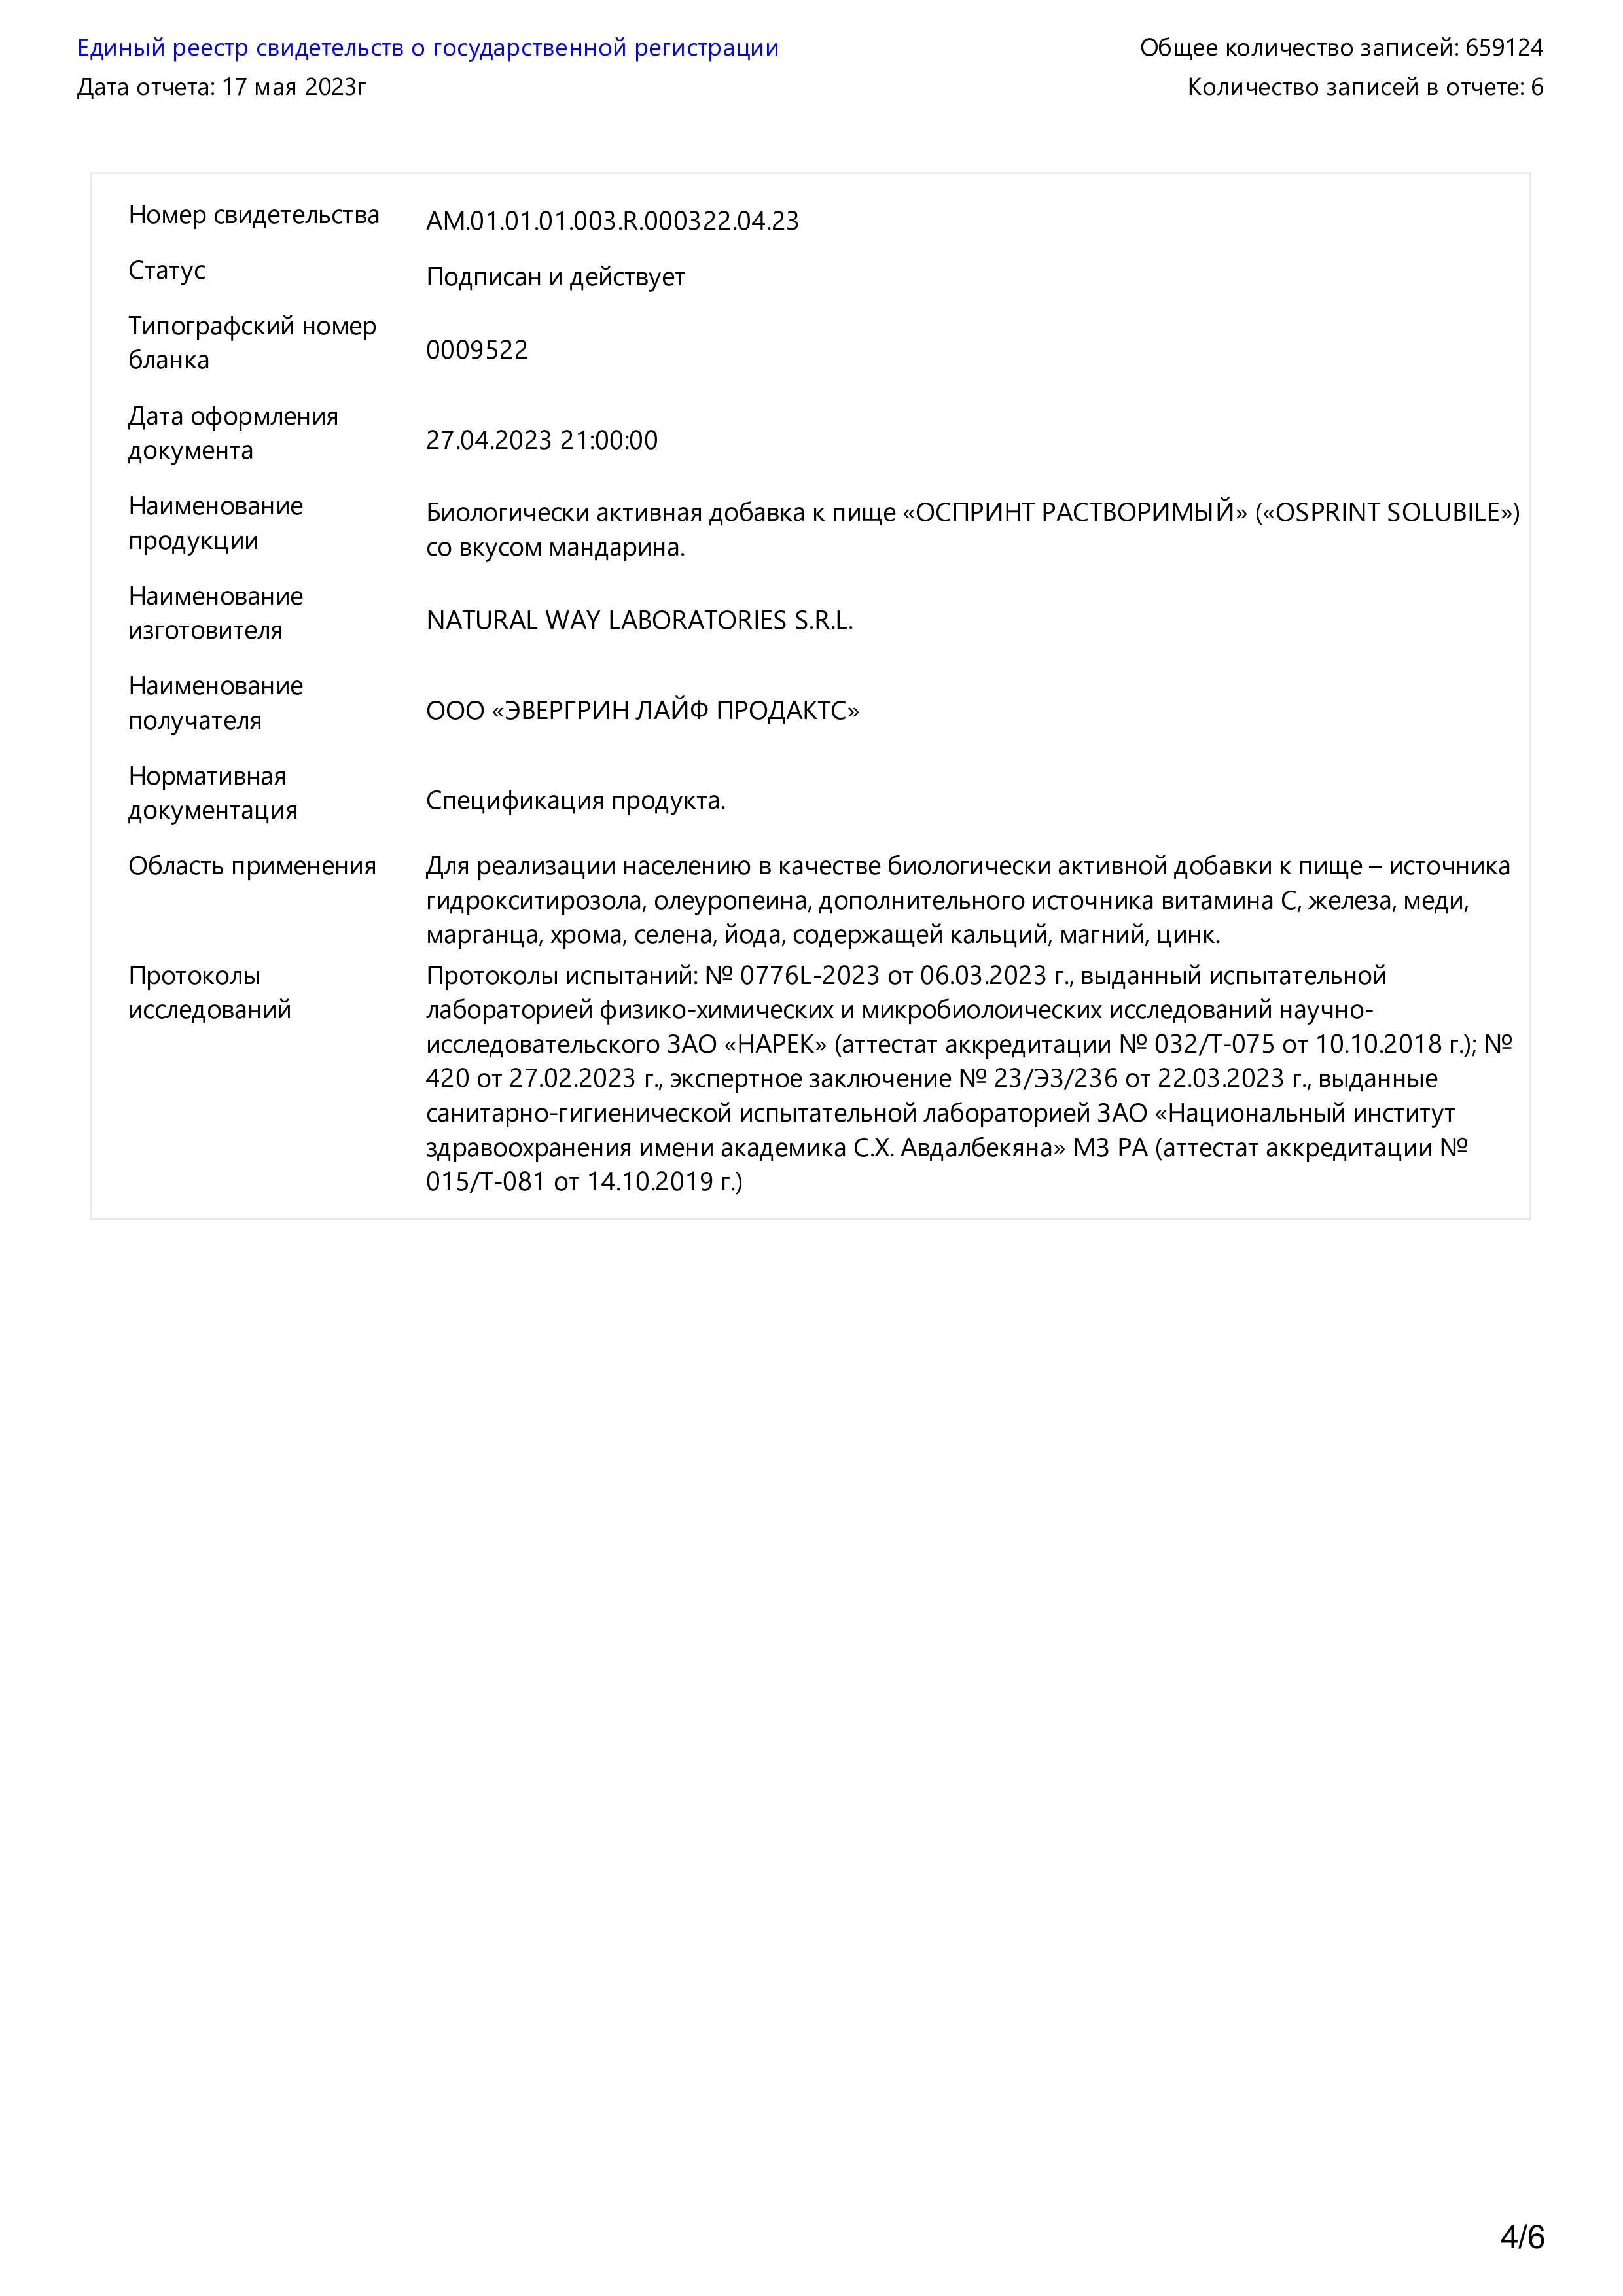 Единый реестр свидетельств о государственной регистрации
Общее количество записей: 659124
Дата отчета: 17 мая 2023г
Количество записей в отчете: 6
Номер свидетельства
AM.01.01.01.003.R.000322.04.23
Статус
Подписан и действует
Типографский номер
бланка
0009522
Дата оформления
документа
27.04.2023 21:00:00
Наименование
продукции
Биологически активная добавка к пище «ОСПРИНТ РАСТВОРИМЫЙ» («OSPRINT SOLUBILE»)
со вкусом мандарина.
Наименование
изготовителя
NATURAL WAY LABORATORIES S.R.L.
Наименование
получателя
ООО «ЭВЕРГРИН ЛАЙФ ПРОДАКТС»
Нормативная
документация
Спецификация продукта.
Область применения
Для реализации населению в качестве биологически активной добавки к пище – источника
гидрокситирозола, олеуропеина, дополнительного источника витамина С, железа, меди,
марганца, хрома, селена, йода, содержащей кальций, магний, цинк.
Протоколы
исследований
Протоколы испытаний: № 0776L-2023 от 06.03.2023 г., выданный испытательной
лабораторией физико-химических и микробиолоических исследований научно-
исследовательского ЗАО «НАРЕК» (аттестат аккредитации № 032/Т-075 от 10.10.2018 г.); №
420 от 27.02.2023 г., экспертное заключение № 23/ЭЗ/236 от 22.03.2023 г., выданные
санитарно-гигиенической испытательной лабораторией ЗАО «Национальный институт
здравоохранения имени академика С.Х. Авдалбекяна» МЗ РА (аттестат аккредитации №
015/Т-081 от 14.10.2019 г.)
4/6